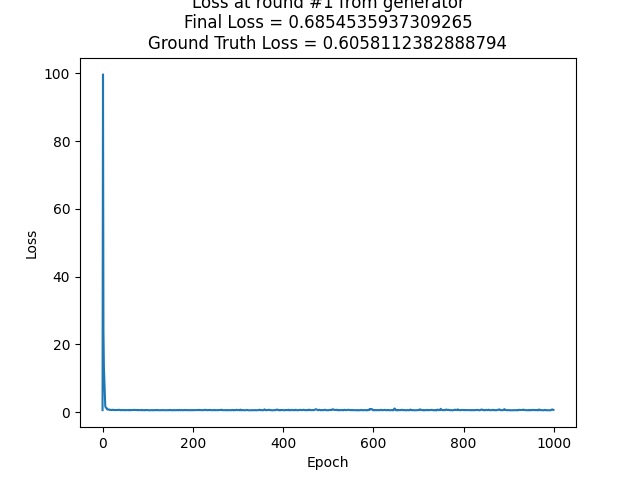 Loss at round #1 from generator
Final Loss = 0.6854535937309265
Ground Truth Loss = 0.6058112382888794
100
80
60
40
20
0
Loss
0 200 400 600 800 1000
Epoch